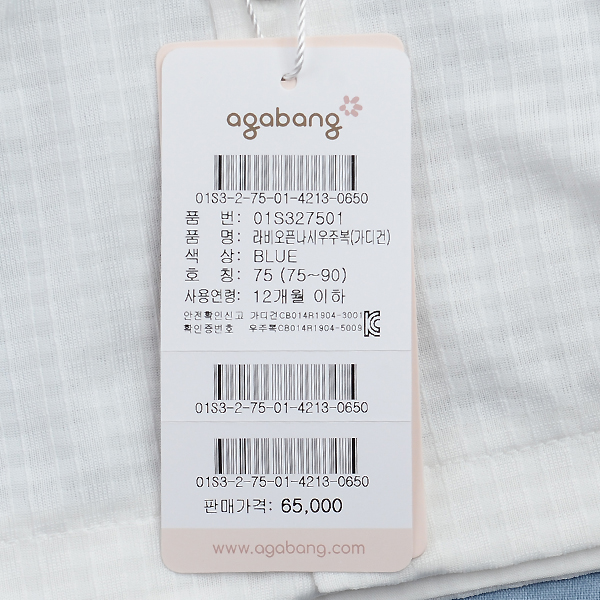 agabang
01S3-2-75-01-4213-0650
품 번: 01S327501
품 명: 라비오픈나시우주복(가디건)
색 상: BLUE
호 칭: 75 (75~90)
사용연령: 12개월 이하
안전확인신고 가디건CB014R1904-3001
확인증번호 우주복CB014R1904-5009
01S3-2-75-01-4213-0650
01S3-2-75-01-4213-0650
판매가격: 65,000
www.agabang.com